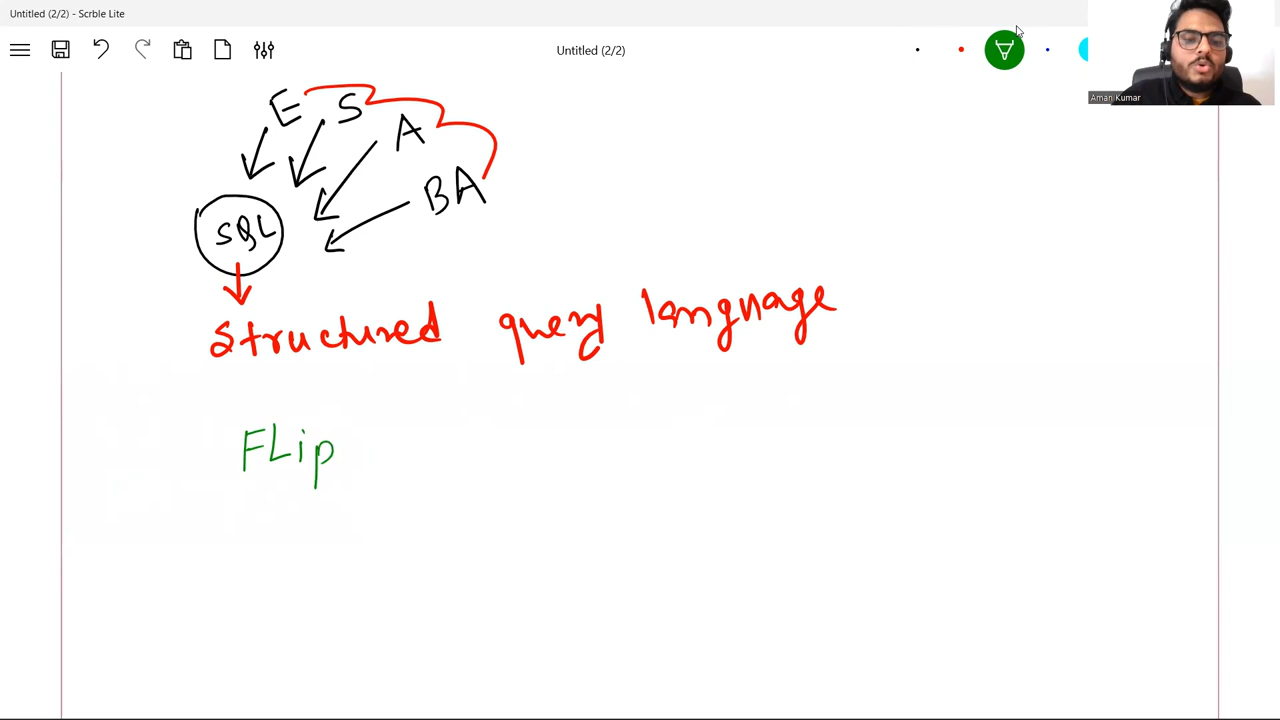 Untitled (2/2) - Scrble Lite
Untitled (2/2)
Aman Kumar
E S
A
BA
SQL
Structured query language
FLip